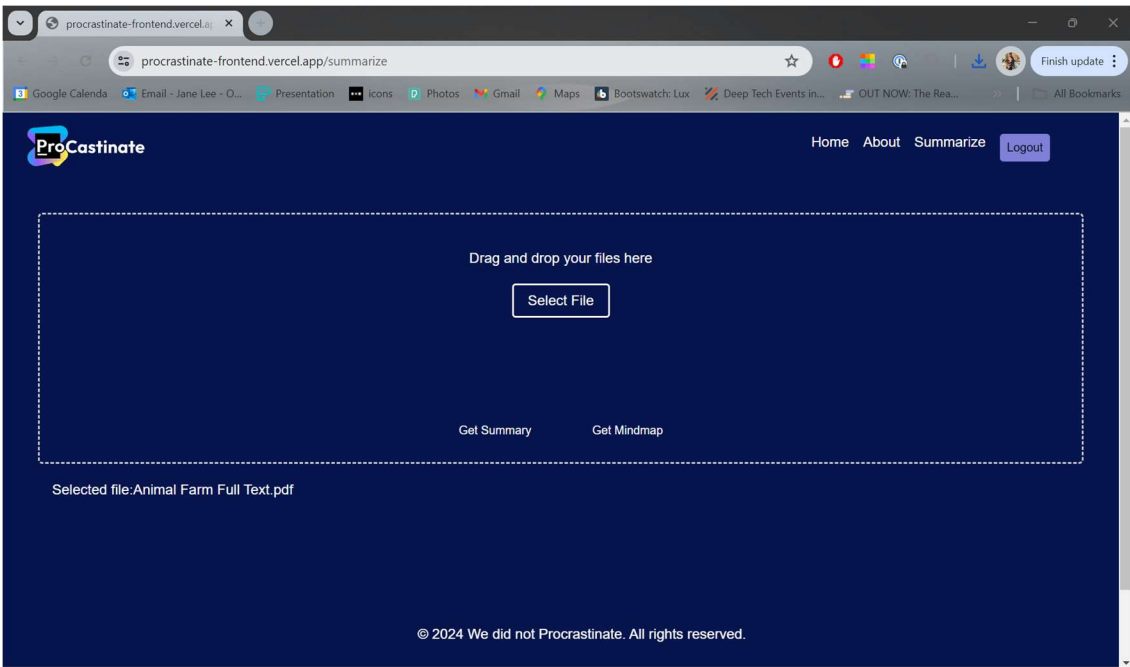 procrastinate-frontend.vercel.a
procrastinate-frontend.vercel.app/summarize
Finish update
Google Calenda
Email - Jane Lee - O...
Presentation
icons
Photos
Gmail
Maps
Bootswatch: Lux
Deep Tech Events in...
OUT NOW: The Rea...
All Bookmarks
ProCastinate
Home About Summarize Logout
Drag and drop your files here
Select File
Get Summary Get Mindmap
Selected file:Animal Farm Full Text.pdf
© 2024 We did not Procrastinate. All rights reserved.